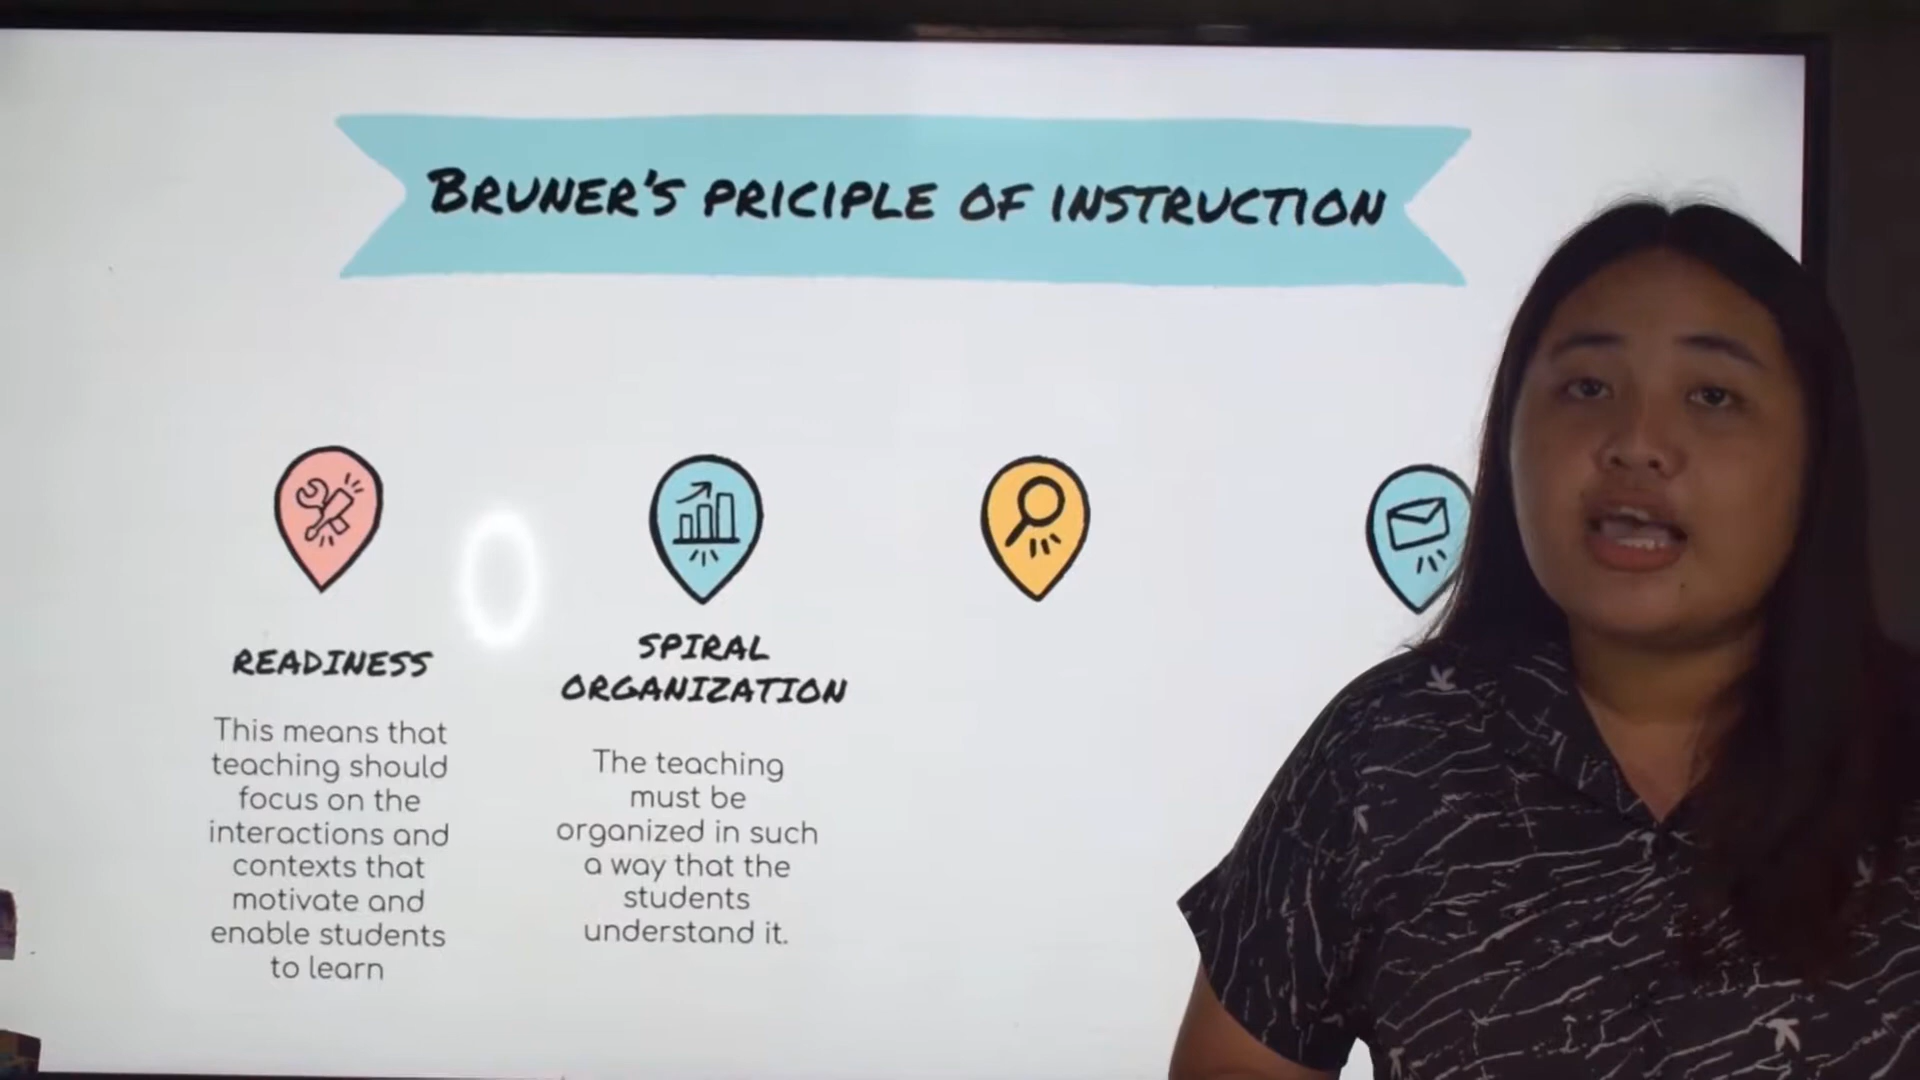 BRUNER'S PRICIPLE OF INSTRUCTION
READINESS
This means that
teaching should
focus on the
interactions and
contexts that
motivate and
enable students
to learn
SPIRAL
ORGANIZATION
The teaching
must be
organized in such
a way that the
students
understand it.